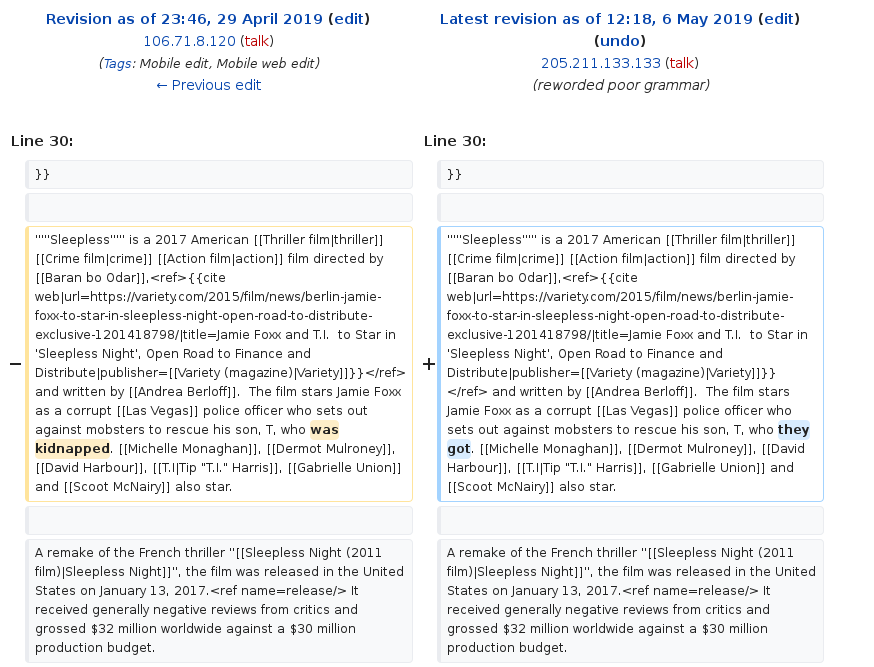 Revision as of 23:46, 29 April 2019 (edit)
106.71.8.120 (talk)
(Tags: Mobile edit, Mobile web edit)
← Previous edit
Latest revision as of 12:18, 6 May 2019 (edit)
(undo)
205.211.133.133 (talk)
(reworded poor grammar)
Line 30:
Line 30:
}}
}}
−
'''''Sleepless''''' is a 2017 American [[Thriller film|thriller]]
[[Crime film|crime]] [[Action film|action]] film directed by
[[Baran bo Odar]],<ref>{{cite
web|url=https://variety.com/2015/film/news/berlin-jamie-
foxx-to-star-in-sleepless-night-open-road-to-distribute-
exclusive-1201418798/|title=Jamie Foxx and T.I.  to Star in
'Sleepless Night', Open Road to Finance and
Distribute|publisher=[[Variety (magazine)|Variety]]}}</ref>
and written by [[Andrea Berloff]].  The film stars Jamie Foxx
as a corrupt [[Las Vegas]] police officer who sets out
against mobsters to rescue his son, T, who was
kidnapped. [[Michelle Monaghan]], [[Dermot Mulroney]],
[[David Harbour]], [[T.I|Tip "T.I." Harris]], [[Gabrielle Union]]
and [[Scoot McNairy]] also star.
+
'''''Sleepless''''' is a 2017 American [[Thriller film|thriller]]
[[Crime film|crime]] [[Action film|action]] film directed by
[[Baran bo Odar]],<ref>{{cite
web|url=https://variety.com/2015/film/news/berlin-jamie-
foxx-to-star-in-sleepless-night-open-road-to-distribute-
exclusive-1201418798/|title=Jamie Foxx and T.I.  to Star in
'Sleepless Night', Open Road to Finance and
Distribute|publisher=[[Variety (magazine)|Variety]]}}
</ref> and written by [[Andrea Berloff]].  The film stars
Jamie Foxx as a corrupt [[Las Vegas]] police officer who
sets out against mobsters to rescue his son, T, who they
got. [[Michelle Monaghan]], [[Dermot Mulroney]], [[David
Harbour]], [[T.I|Tip "T.I." Harris]], [[Gabrielle Union]] and
[[Scoot McNairy]] also star.
A remake of the French thriller ''[[Sleepless Night (2011
film)|Sleepless Night]]'', the film was released in the United
States on January 13, 2017.<ref name=release/> It
received generally negative reviews from critics and
grossed $32 million worldwide against a $30 million
production budget.
A remake of the French thriller ''[[Sleepless Night (2011
film)|Sleepless Night]]'', the film was released in the United
States on January 13, 2017.<ref name=release/> It
received generally negative reviews from critics and
grossed $32 million worldwide against a $30 million
production budget.